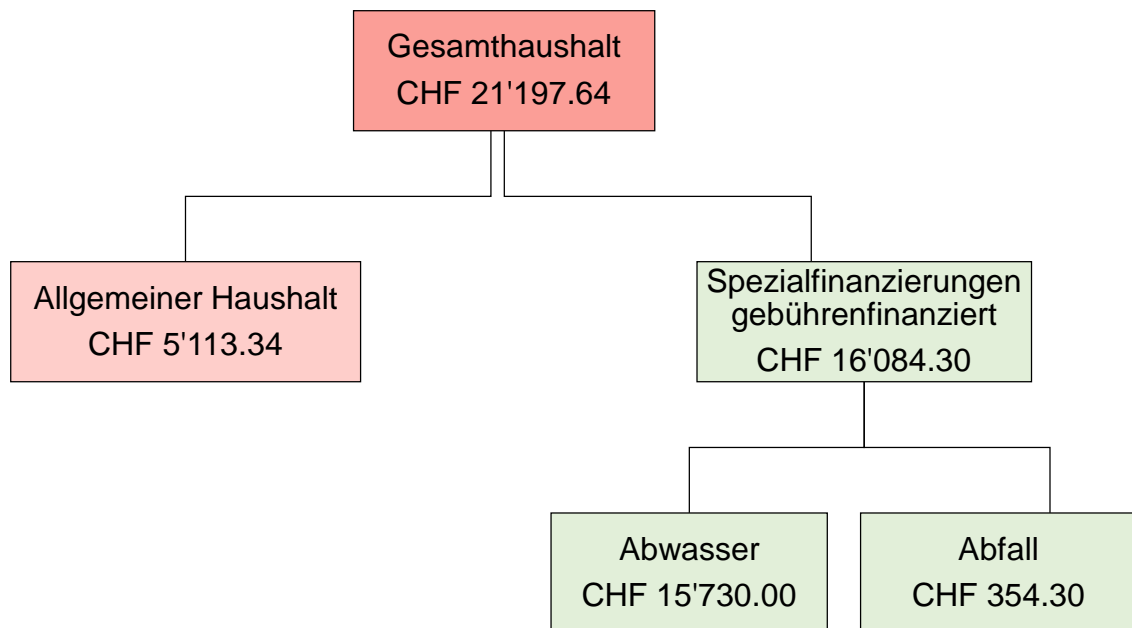 Gesamthaushalt
CHF 21'197.64
Allgemeiner Haushalt
CHF 5'113.34
Spezialfinanzierungen
gebührenfinanziert
CHF 16'084.30
Abwasser
CHF 15'730.00
Abfall
CHF 354.30